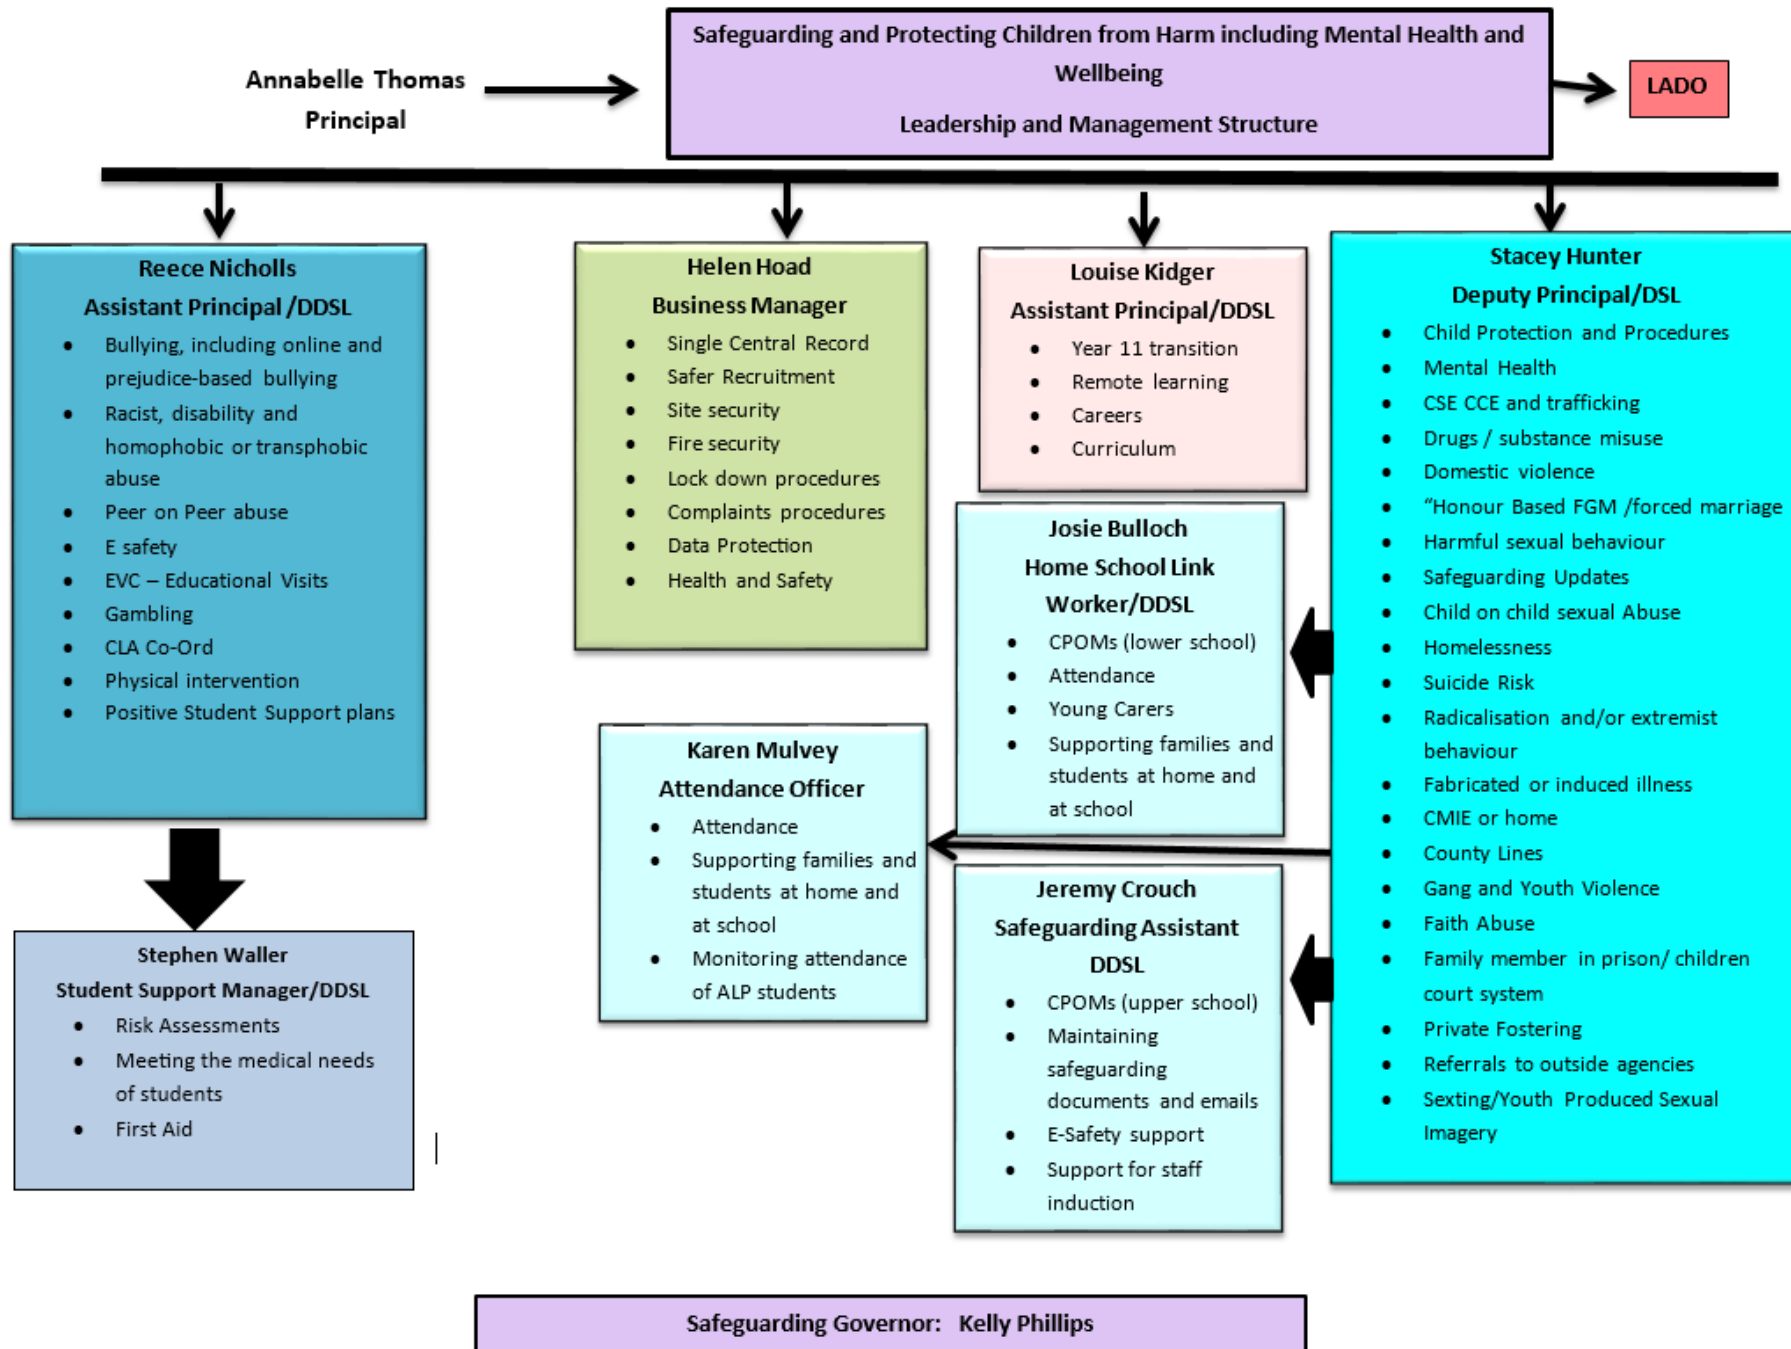 Safeguarding and Protecting Children from Harm including Mental Health and
Wellbeing
Leadership and Management Structure
Annabelle Thomas
Principal
LADO
Reece Nicholls
Assistant Principal /DDSL
• Bullying, including online and
prejudice-based bullying
• Racist, disability and
homophobic or transphobic
abuse
• Peer on Peer abuse
• E safety
• EVC – Educational Visits
• Gambling
• CLA Co-Ord
• Physical intervention
• Positive Student Support plans
Stephen Waller
Student Support Manager/DDSL
• Risk Assessments
• Meeting the medical needs
of students
• First Aid
Helen Hoad
Business Manager
• Single Central Record
• Safer Recruitment
• Site security
• Fire security
• Lock down procedures
• Complaints procedures
• Data Protection
• Health and Safety
Karen Mulvey
Attendance Officer
• Attendance
• Supporting families and
students at home and
at school
• Monitoring attendance
of ALP students
Louise Kidger
Assistant Principal/DDSL
• Year 11 transition
• Remote learning
• Careers
• Curriculum
Josie Bulloch
Home School Link
Worker/DDSL
• CPOMs (lower school)
• Attendance
• Young Carers
• Supporting families and
students at home and
at school
Jeremy Crouch
Safeguarding Assistant
DDSL
• CPOMs (upper school)
• Maintaining
safeguarding
documents and emails
• E-Safety support
• Support for staff
induction
Stacey Hunter
Deputy Principal/DSL
• Child Protection and Procedures
• Mental Health
• CSE CCE and trafficking
• Drugs / substance misuse
• Domestic violence
• “Honour Based FGM /forced marriage
• Harmful sexual behaviour
• Safeguarding Updates
• Child on child sexual Abuse
• Homelessness
• Suicide Risk
• Radicalisation and/or extremist
behaviour
• Fabricated or induced illness
• CMIE or home
• County Lines
• Gang and Youth Violence
• Faith Abuse
• Family member in prison/ children
court system
• Private Fostering
• Referrals to outside agencies
• Sexting/Youth Produced Sexual
Imagery
Safeguarding Governor: Kelly Phillips